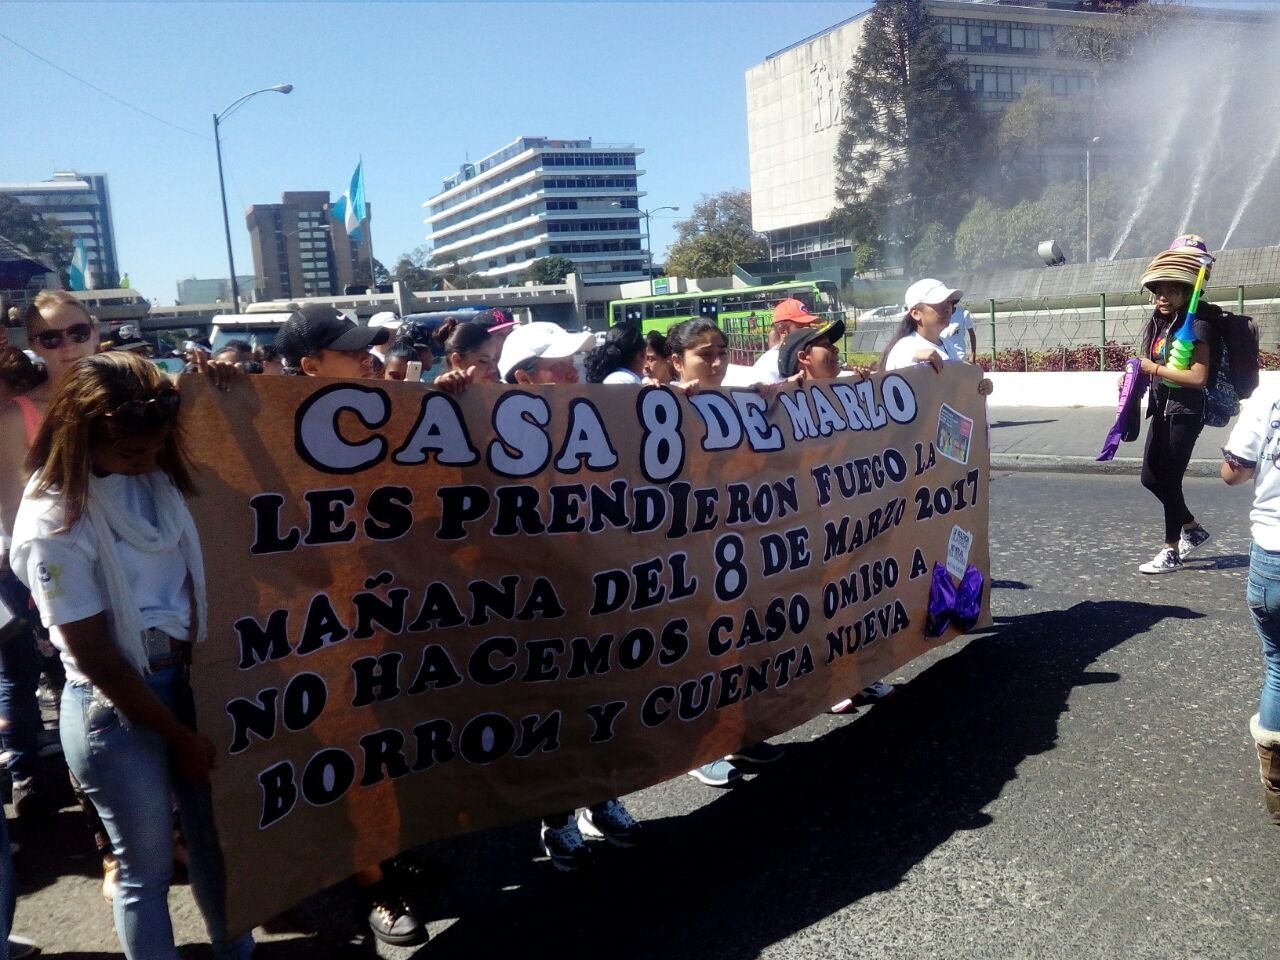 CASA 8 DE MARZO
LES PRENDIERON FUEGO LA
MAÑANA DEL 8 DE MARZO 2017
NO HACEMOS CASO OMISO A
BORRON Y CUENTA NUEVA